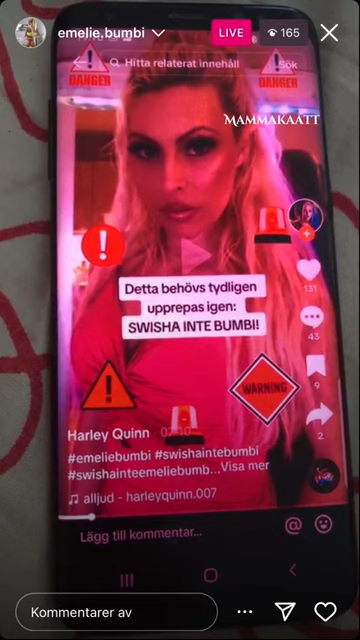 emelie.bumbi
LIVE
165
Hitta relaterat innehåll
Sök
DANGER
DANGER
MAMMAKAATT
!
131
Detta behövs tydligen
upprepas igen:
SWISHA INTE BUMBI!
43
WARNING
9
!
2
Harley Quinn
#emeliebumbi #swishaintebumbi
#swishainteemeliebumb...Visa mer
alljud - harleyquinn.007
Lägg till kommentar...
@
Kommentarer av